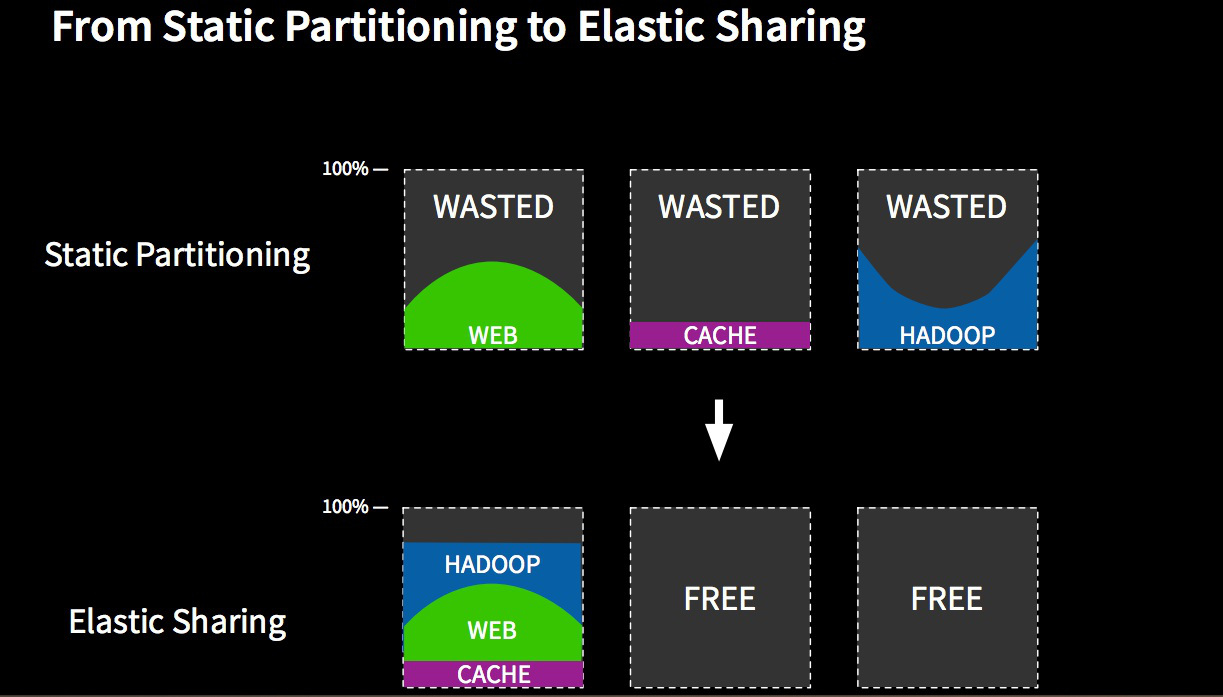 From Static Partitioning to Elastic Sharing
100%
WASTED
WASTED
WASTED
Static Partitioning
WEB
CACHE
HADOOP
100%
HADOOP
FREE
FREE
Elastic Sharing
WEB
CACHE